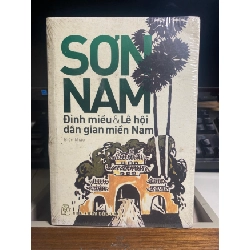 SƠN
NAM
Đình miếu & Lễ hội
dân gian miền Nam